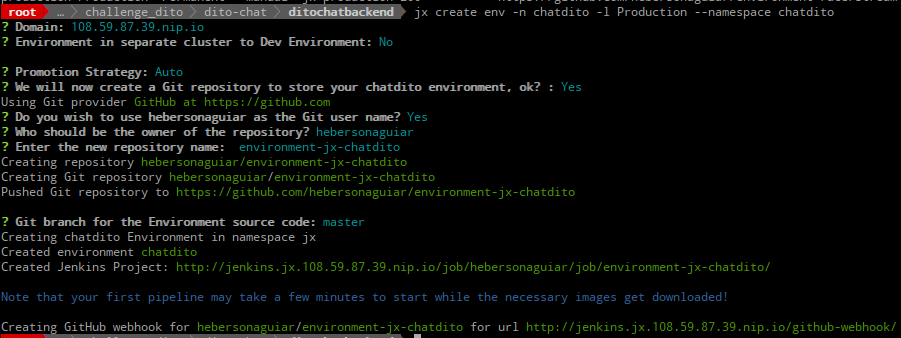 root … challenge_dito dito-chat ditochatbackend jx create env -n chatdito -l Production --namespace chatdito
? Domain: 108.59.87.39.nip.io
? Environment in separate cluster to Dev Environment: No
? Promotion Strategy: Auto
? We will now create a Git repository to store your chatdito environment, ok? : Yes
Using Git provider GitHub at https://github.com
? Do you wish to use hebersonaguiar as the Git user name? Yes
? Who should be the owner of the repository? hebersonaguiar
? Enter the new repository name:  environment-jx-chatdito
Creating repository hebersonaguiar/environment-jx-chatdito
Creating Git repository hebersonaguiar/environment-jx-chatdito
Pushed Git repository to https://github.com/hebersonaguiar/environment-jx-chatdito
? Git branch for the Environment source code: master
Creating chatdito Environment in namespace jx
Created environment chatdito
Created Jenkins Project: http://jenkins.jx.108.59.87.39.nip.io/job/hebersonaguiar/job/environment-jx-chatdito/
Note that your first pipeline may take a few minutes to start while the necessary images get downloaded!
Creating GitHub webhook for hebersonaguiar/environment-jx-chatdito for url http://jenkins.jx.108.59.87.39.nip.io/github-webhook/